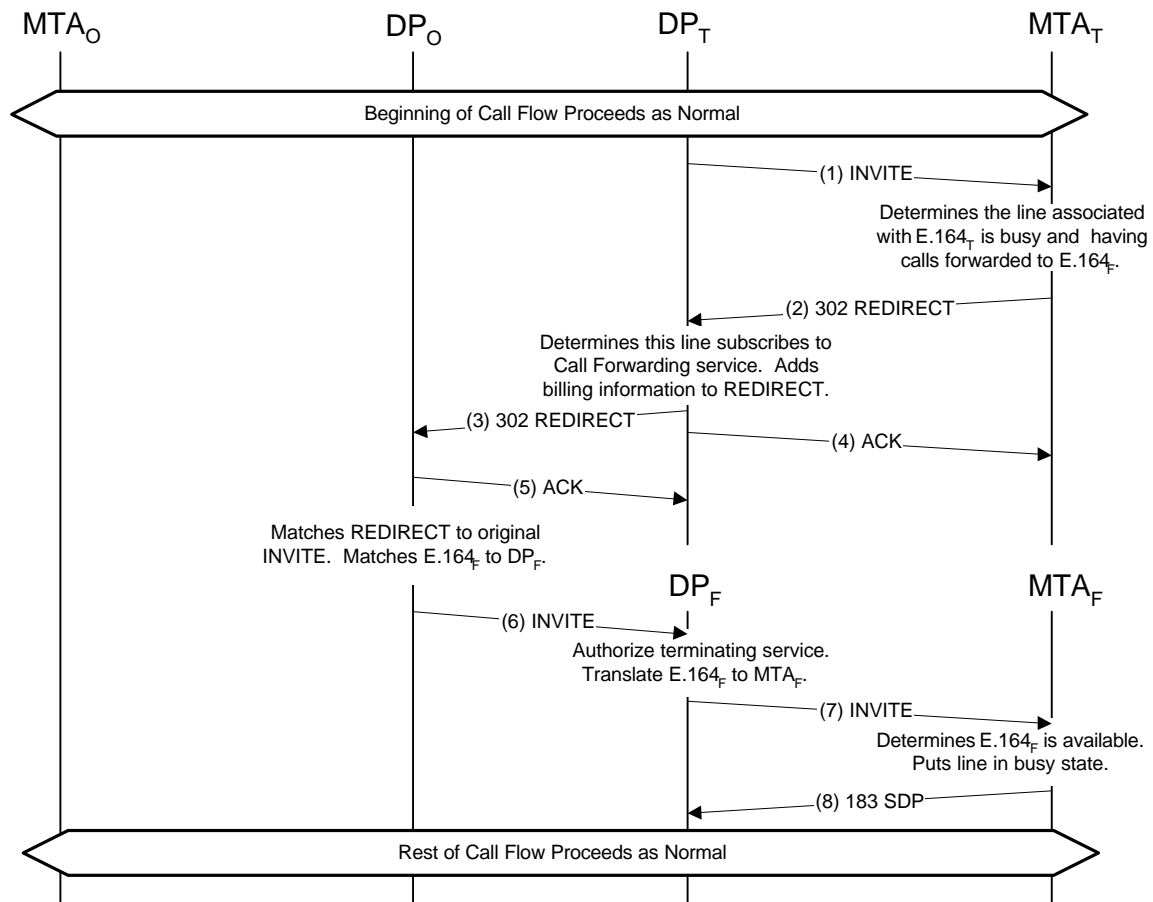 MTA_O DP_O DP_T MTA_T
Beginning of Call Flow Proceeds as Normal
(1) INVITE
Determines the line associated
with E.164_T is busy and having
calls forwarded to E.164_F.
(2) 302 REDIRECT
Determines this line subscribes to
Call Forwarding service. Adds
billing information to REDIRECT.
(3) 302 REDIRECT
(4) ACK
(5) ACK
Matches REDIRECT to original
INVITE. Matches E.164_F to DP_F.
DP_F MTA_F
(6) INVITE
Authorize terminating service.
Translate E.164_F to MTA_F.
(7) INVITE
Determines E.164_F is available.
Puts line in busy state.
(8) 183 SDP
Rest of Call Flow Proceeds as Normal